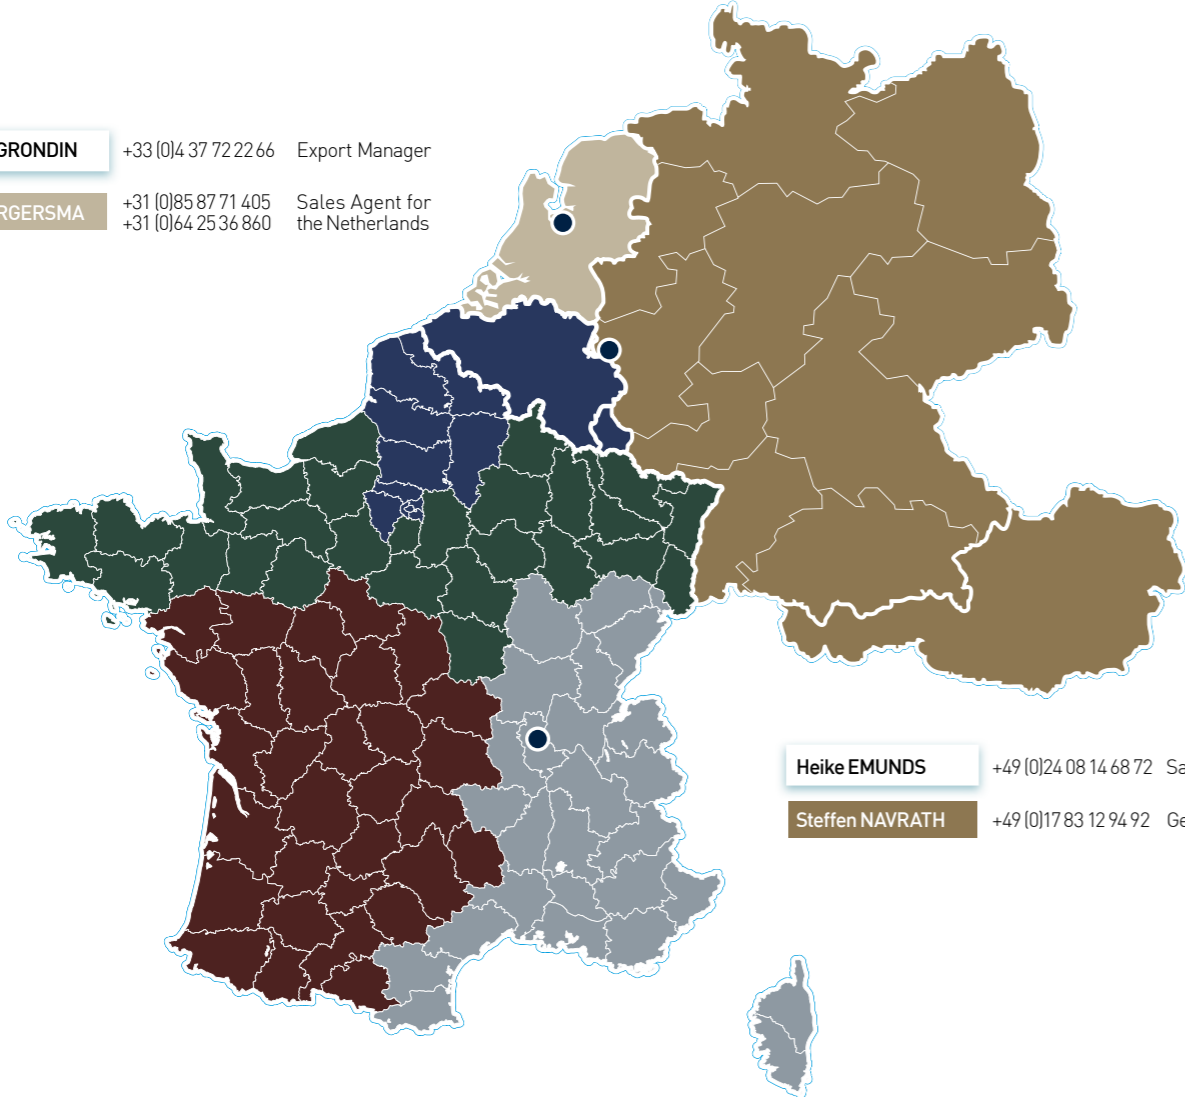 GRONDIN +33 (0)4 37 72 22 66 Export Manager
RGERSMA +31 (0)85 87 71 405 Sales Agent for
+31 (0)64 25 36 860 the Netherlands
Heike EMUNDS +49 (0)24 08 14 68 72 Sa
Steffen NAVRATH +49 (0)17 83 12 94 92 Ge